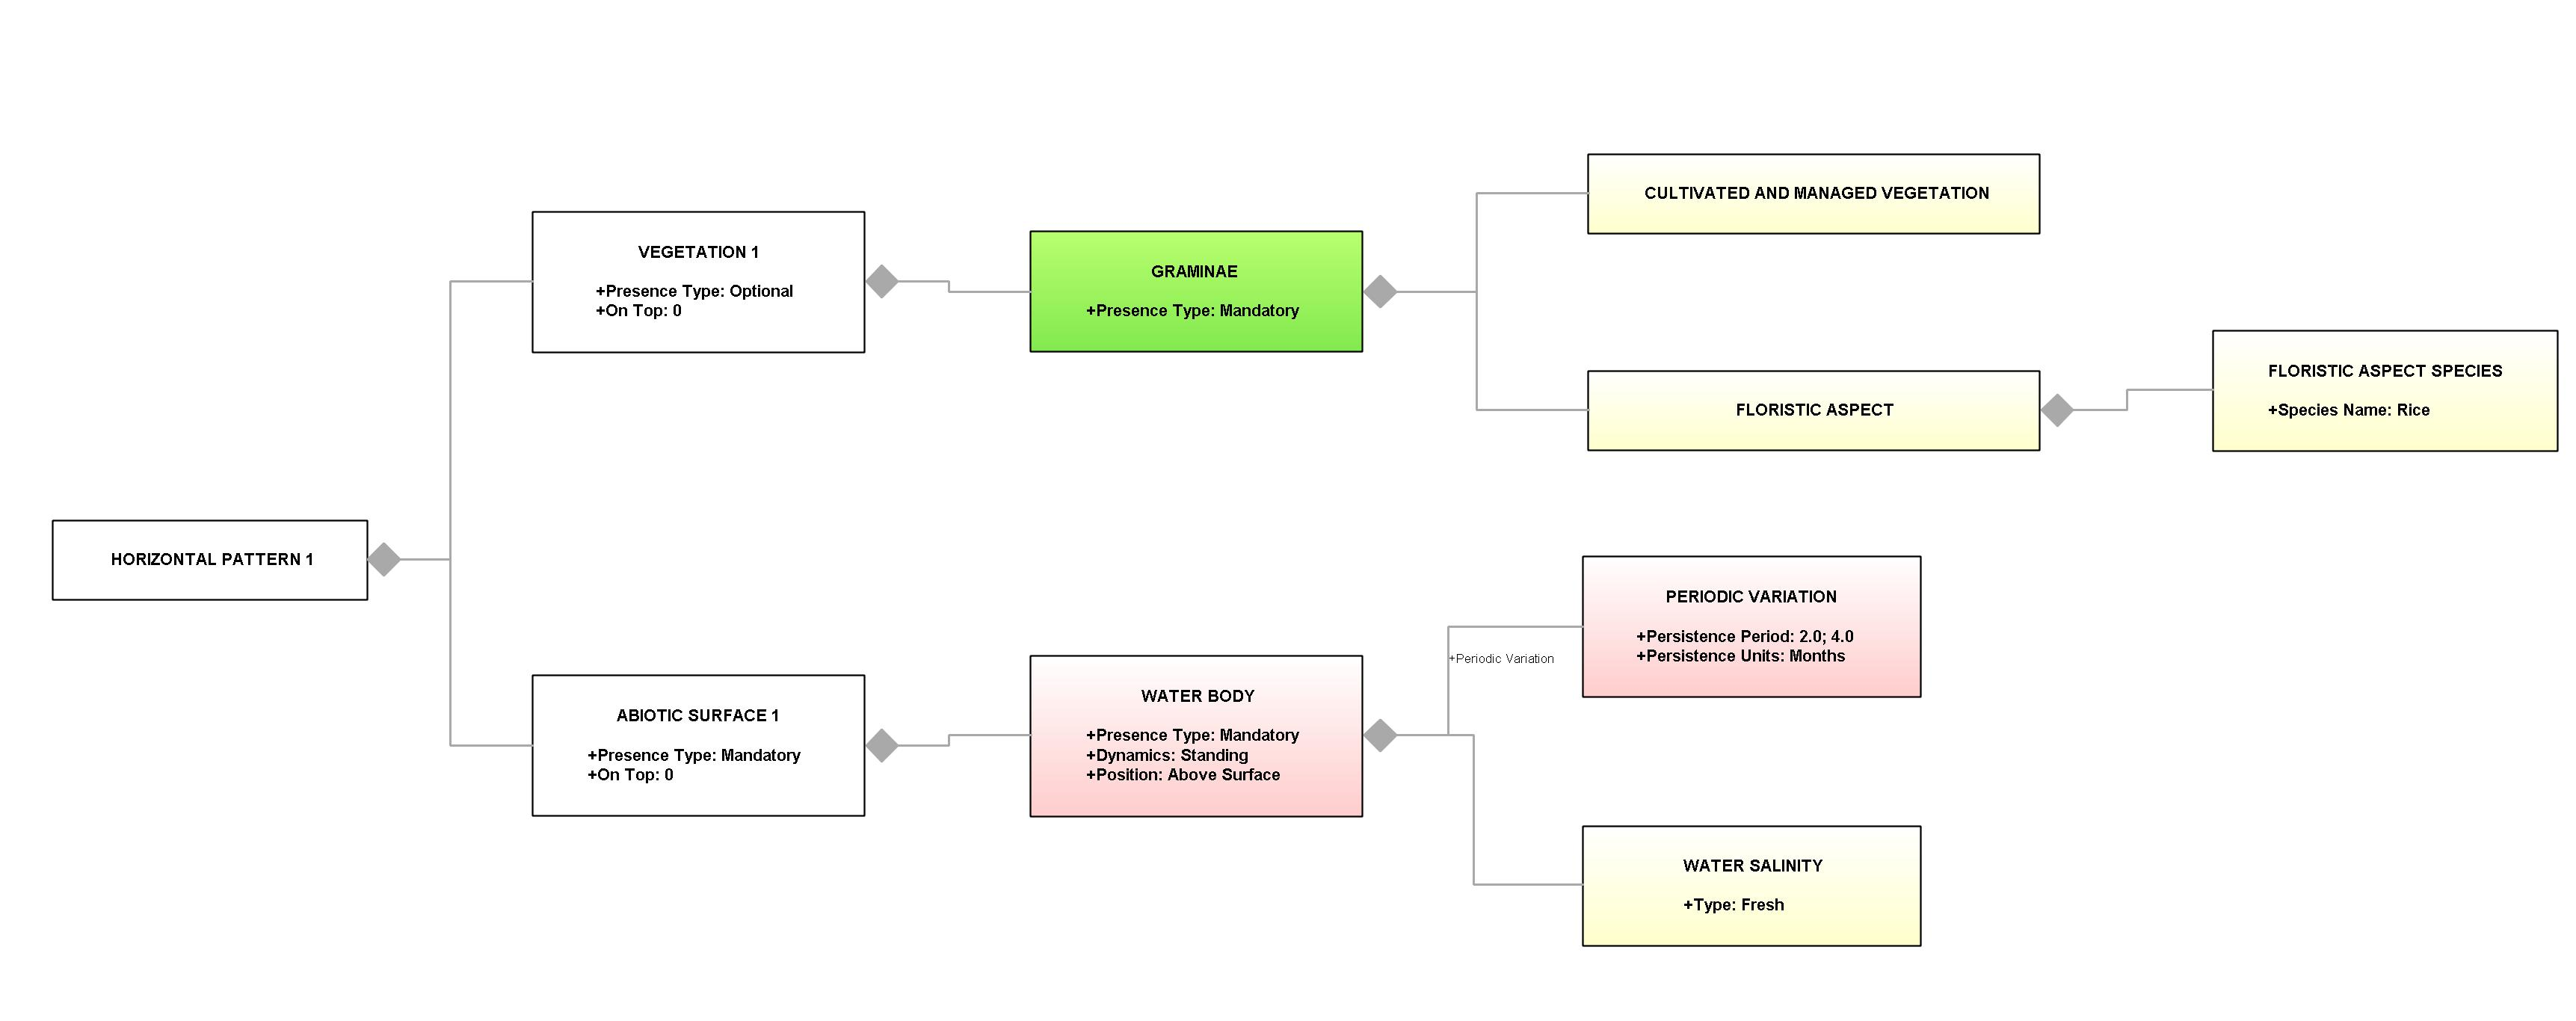 HORIZONTAL PATTERN 1
VEGETATION 1
+Presence Type: Optional
+On Top: 0
GRAMINAE
+Presence Type: Mandatory
CULTIVATED AND MANAGED VEGETATION
FLORISTIC ASPECT
FLORISTIC ASPECT SPECIES
+Species Name: Rice
ABIOTIC SURFACE 1
+Presence Type: Mandatory
+On Top: 0
WATER BODY
+Presence Type: Mandatory
+Dynamics: Standing
+Position: Above Surface
+Periodic Variation
PERIODIC VARIATION
+Persistence Period: 2.0; 4.0
+Persistence Units: Months
WATER SALINITY
+Type: Fresh